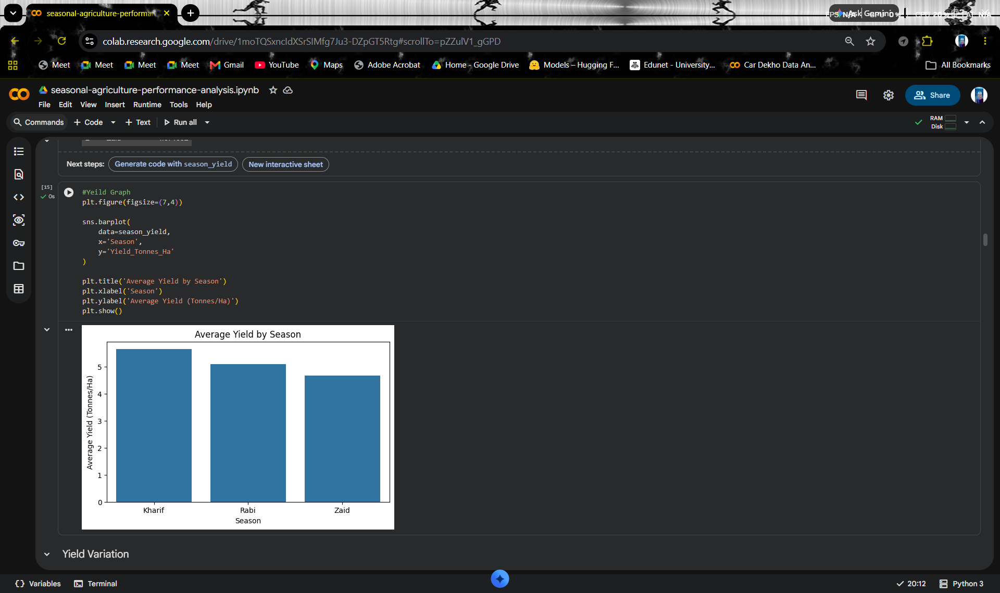 seasonal-agriculture-performan
Ask Gemini
colab.research.google.com/drive/1moTQSxncIdXSrSIMfg7Ju3-DZpGT5Rtg#scrollTo=pZZulV1_gGPD
Meet
Meet
Meet
Meet
Gmail
YouTube
Maps
Adobe Acrobat
Home - Google Drive
Models – Hugging F...
Edunet - University...
Car Dekho Data An...
All Bookmarks
seasonal-agriculture-performance-analysis.ipynb
File Edit View Insert Runtime Tools Help
Share
Commands + Code + Text Run all
RAM
Disk
Next steps: Generate code with season_yield New interactive sheet
[15]
0s
#Yeild Graph
plt.figure(figsize=(7,4))
sns.barplot(
data=season_yield,
x='Season',
y='Yield_Tonnes_Ha'
)
plt.title('Average Yield by Season')
plt.xlabel('Season')
plt.ylabel('Average Yield (Tonnes/Ha)')
plt.show()
Average Yield by Season
Average Yield (Tonnes/Ha)
5
4
3
2
1
0
Kharif Rabi Zaid
Season
Yield Variation
Variables Terminal
20:12 Python 3